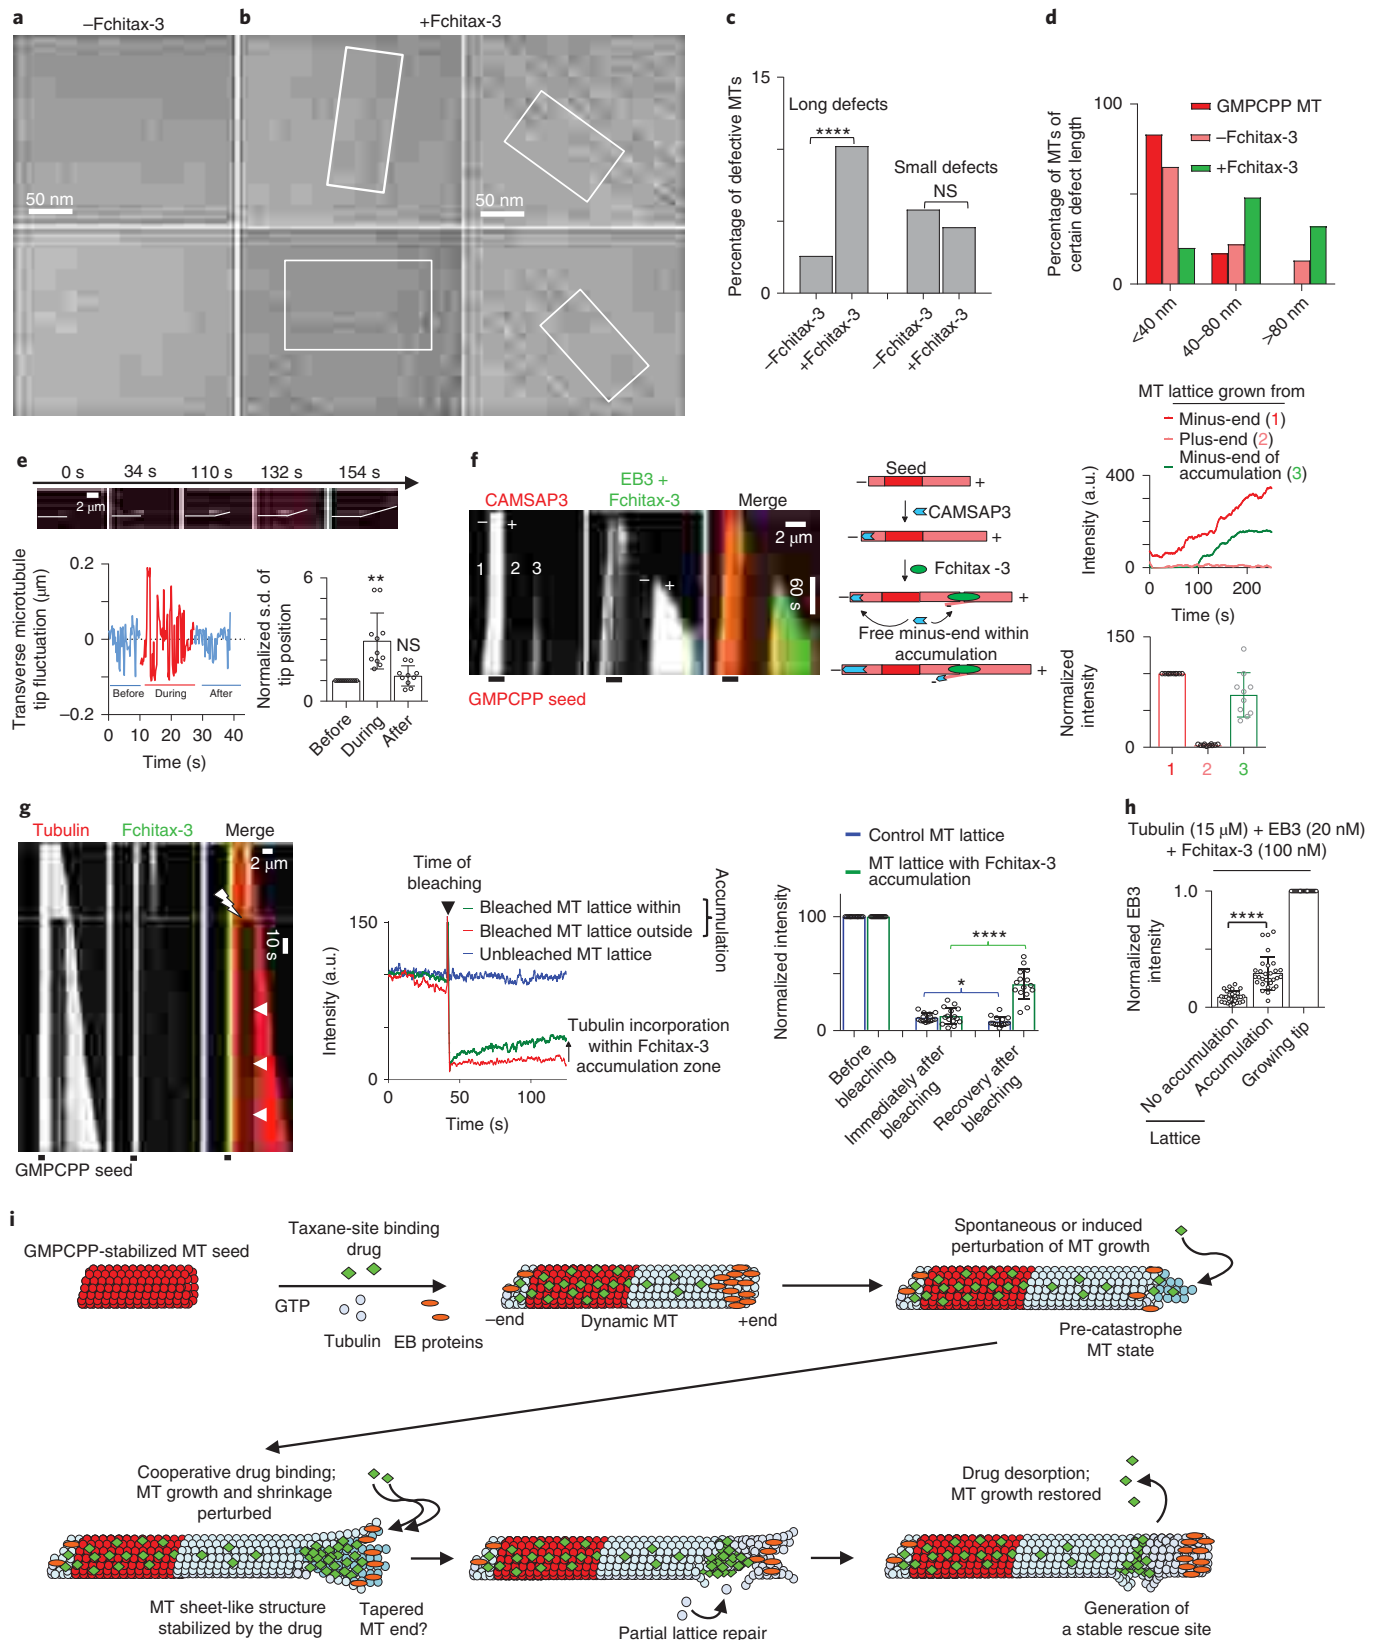 a
–Fchitax-3
b
+Fchitax-3
50 nm
50 nm
c
Percentage of defective MTs
15
0
Long defects
****
Small defects
NS
–Fchitax-3
+Fchitax-3
–Fchitax-3
+Fchitax-3
d
Percentage of MTs of
certain defect length
100
0
GMPCPP MT
–Fchitax-3
+Fchitax-3
<40 nm
40–80 nm
>80 nm
e
0 s
34 s
110 s
132 s
154 s
2 μm
Transverse microtubule
tip fluctuation (μm)
0.2
0
–0.2
Before
During
After
0
10
20
30
40
Time (s)
Normalized s.d. of
tip position
6
0
**
NS
Before
During
After
f
CAMSAP3
EB3 +
Fchitax-3
Merge
–
+
1
2
3
–
+
2 μm
60 s
GMPCPP seed
Seed
–
+
CAMSAP3
–
+
Fchitax -3
–
+
–
Free minus-end within
accumulation
–
+
–
MT lattice grown from
Minus-end (1)
Plus-end (2)
Minus-end of
accumulation (3)
Intensity (a.u.)
400
0
0
100
200
Time (s)
Normalized
intensity
150
0
1
2
3
g
Tubulin
Fchitax-3
Merge
2 μm
10 s
GMPCPP seed
Time of
bleaching
Bleached MT lattice within
Bleached MT lattice outside
Unbleached MT lattice
Accumulation
Intensity (a.u.)
150
0
0
50
100
Time (s)
Tubulin incorporation
within Fchitax-3
accumulation zone
Control MT lattice
MT lattice with Fchitax-3
accumulation
Normalized intensity
100
0
*
****
Before
bleaching
Immediately after
bleaching
Recovery after
bleaching
h
Tubulin (15 μM) + EB3 (20 nM)
+ Fchitax-3 (100 nM)
Normalized EB3
intensity
1.0
0
****
No accumulation
Accumulation
Growing tip
Lattice
i
GMPCPP-stabilized MT seed
Taxane-site binding
drug
GTP
Tubulin
EB proteins
–end
Dynamic MT
+end
Spontaneous or induced
perturbation of MT growth
Pre-catastrophe
MT state
Cooperative drug binding;
MT growth and shrinkage
perturbed
MT sheet-like structure
stabilized by the drug
Tapered
MT end?
Partial lattice repair
Drug desorption;
MT growth restored
Generation of
a stable rescue site